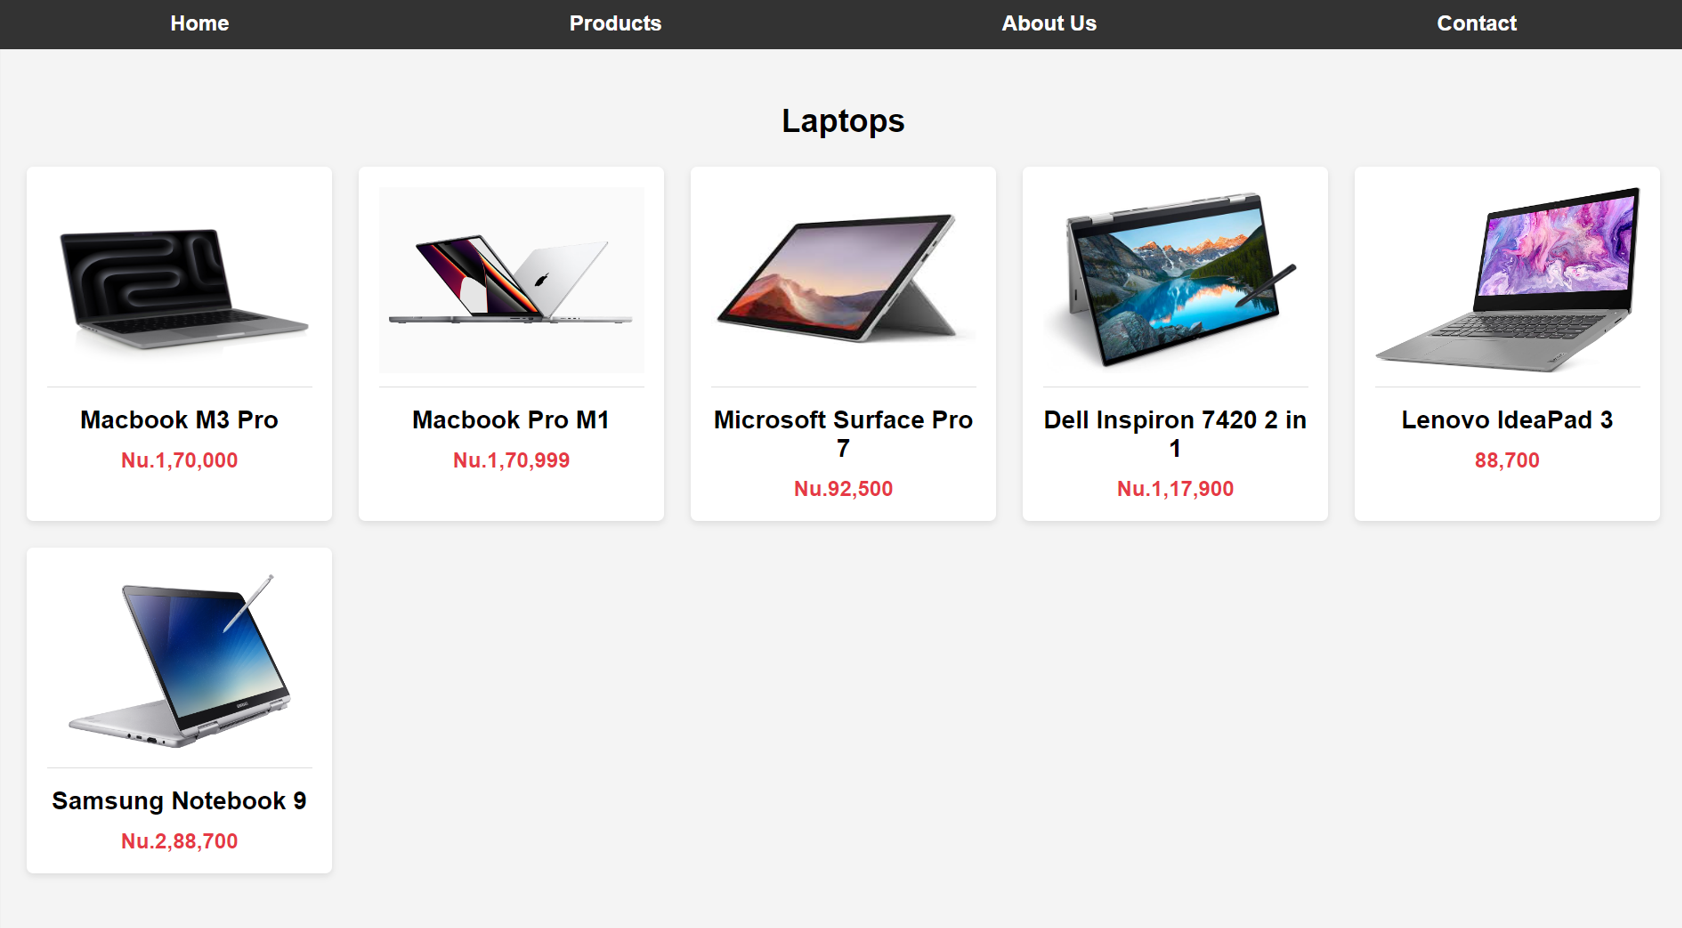 Home
Products
About Us
Contact
Laptops
Macbook M3 Pro
Nu.1,70,000
Macbook Pro M1
Nu.1,70,999
Microsoft Surface Pro
7
Nu.92,500
Dell Inspiron 7420 2 in
1
Nu.1,17,900
Lenovo IdeaPad 3
88,700
Samsung Notebook 9
Nu.2,88,700